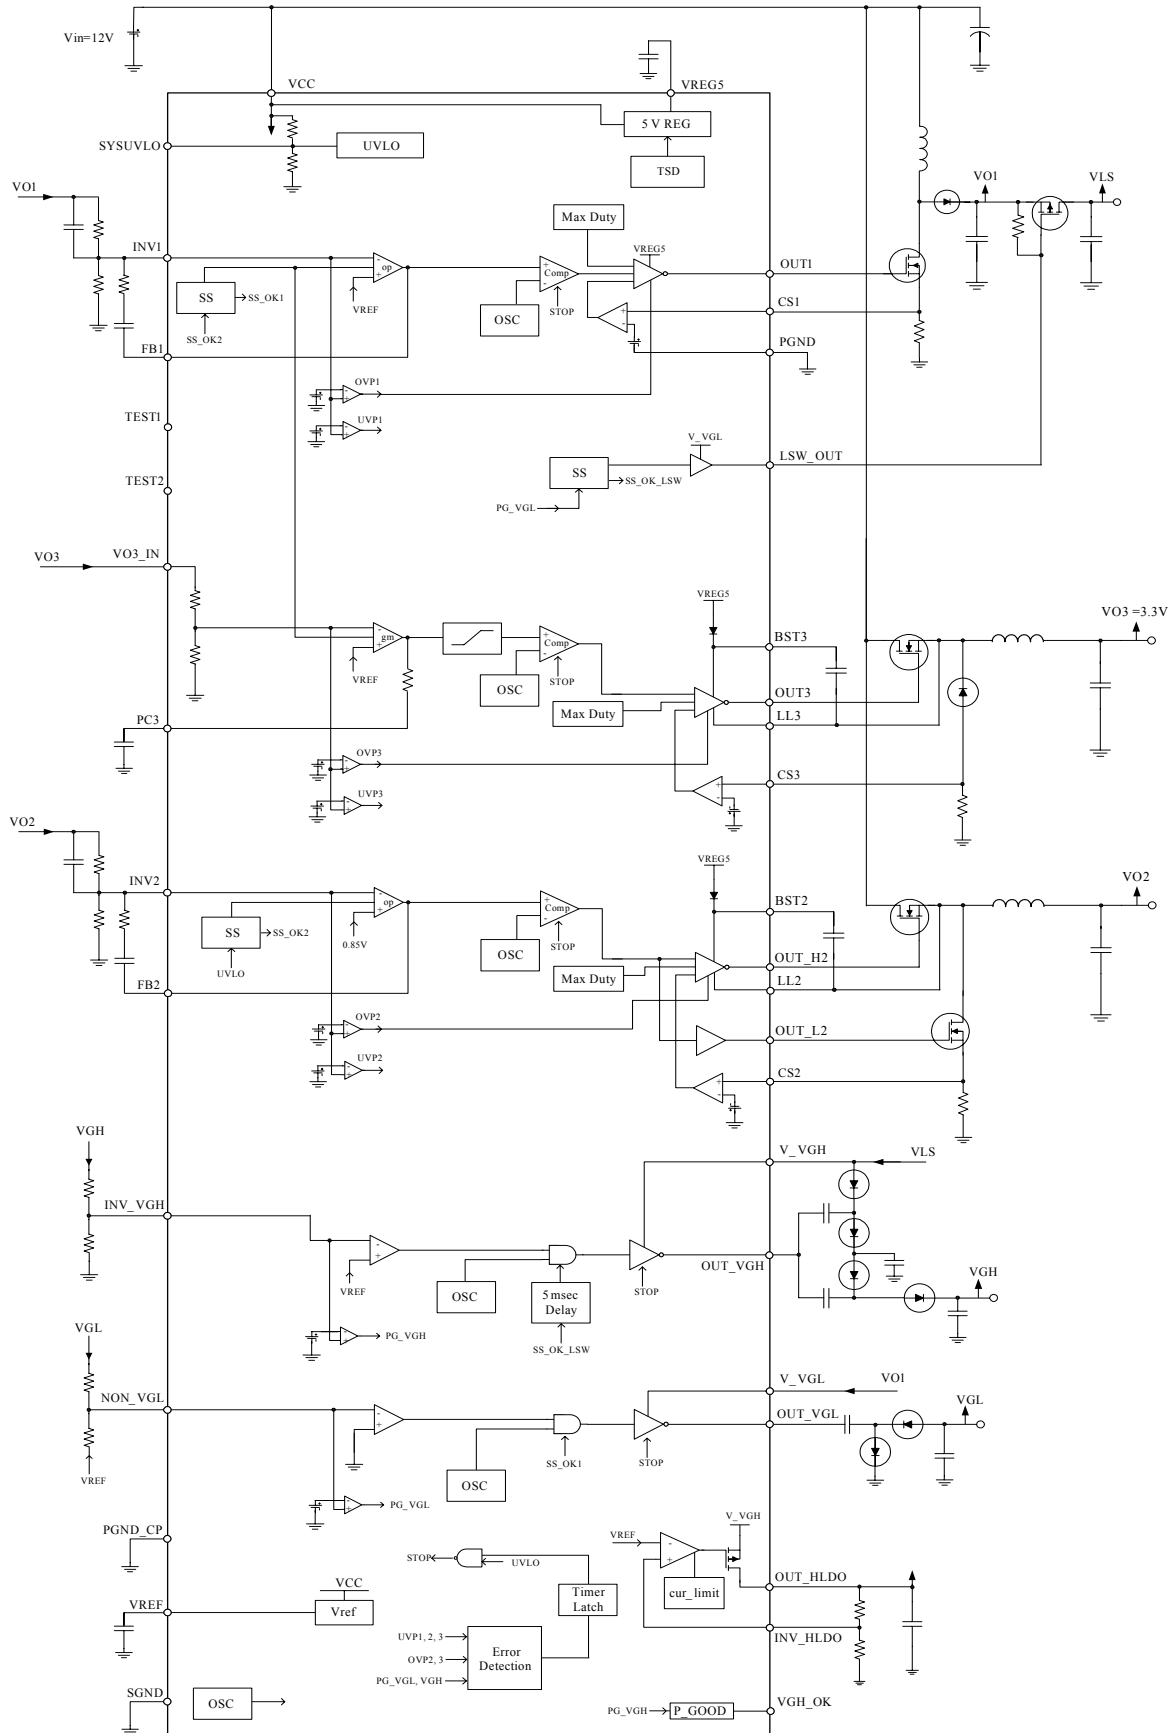 Vin=12V
VCC
VREG5
5 V REG
SYSUVLO
UVLO
TSD
VO1
VO1
VLS
Max Duty
INV1
VREG5
op
Comp
OUT1
SS
SS_OK1
VREF
OSC
STOP
CS1
SS_OK2
FB1
PGND
OVP1
TEST1
UVP1
V_VGL
LSW_OUT
SS
SS_OK_LSW
TEST2
PG_VGL
VO3
VO3_IN
VREG5
VO3 =3.3V
gm
Comp
BST3
VREF
OSC
STOP
OUT3
Max Duty
PC3
LL3
OVP3
CS3
UVP3
VO2
VREG5
INV2
VO2
op
Comp
BST2
SS
SS_OK2
0.85V
OSC
STOP
UVLO
OUT_H2
Max Duty
FB2
LL2
OVP2
OUT_L2
UVP2
CS2
VGH
V_VGH
VLS
INV_VGH
OUT_VGH
VREF
OSC
5 msec
Delay
STOP
VGH
PG_VGH
SS_OK_LSW
VGL
V_VGL
VO1
NON_VGL
OUT_VGL
VGL
SS_OK1
STOP
VREF
OSC
PG_VGL
PGND_CP
V_VGH
VREF
STOP
UVLO
OUT_HLDO
VCC
cur_limit
VREF
Vref
Timer
Latch
INV_HLDO
UVP1, 2, 3
OVP2, 3
Error
Detection
PG_VGL, VGH
SGND
OSC
PG_VGH
P_GOOD
VGH_OK